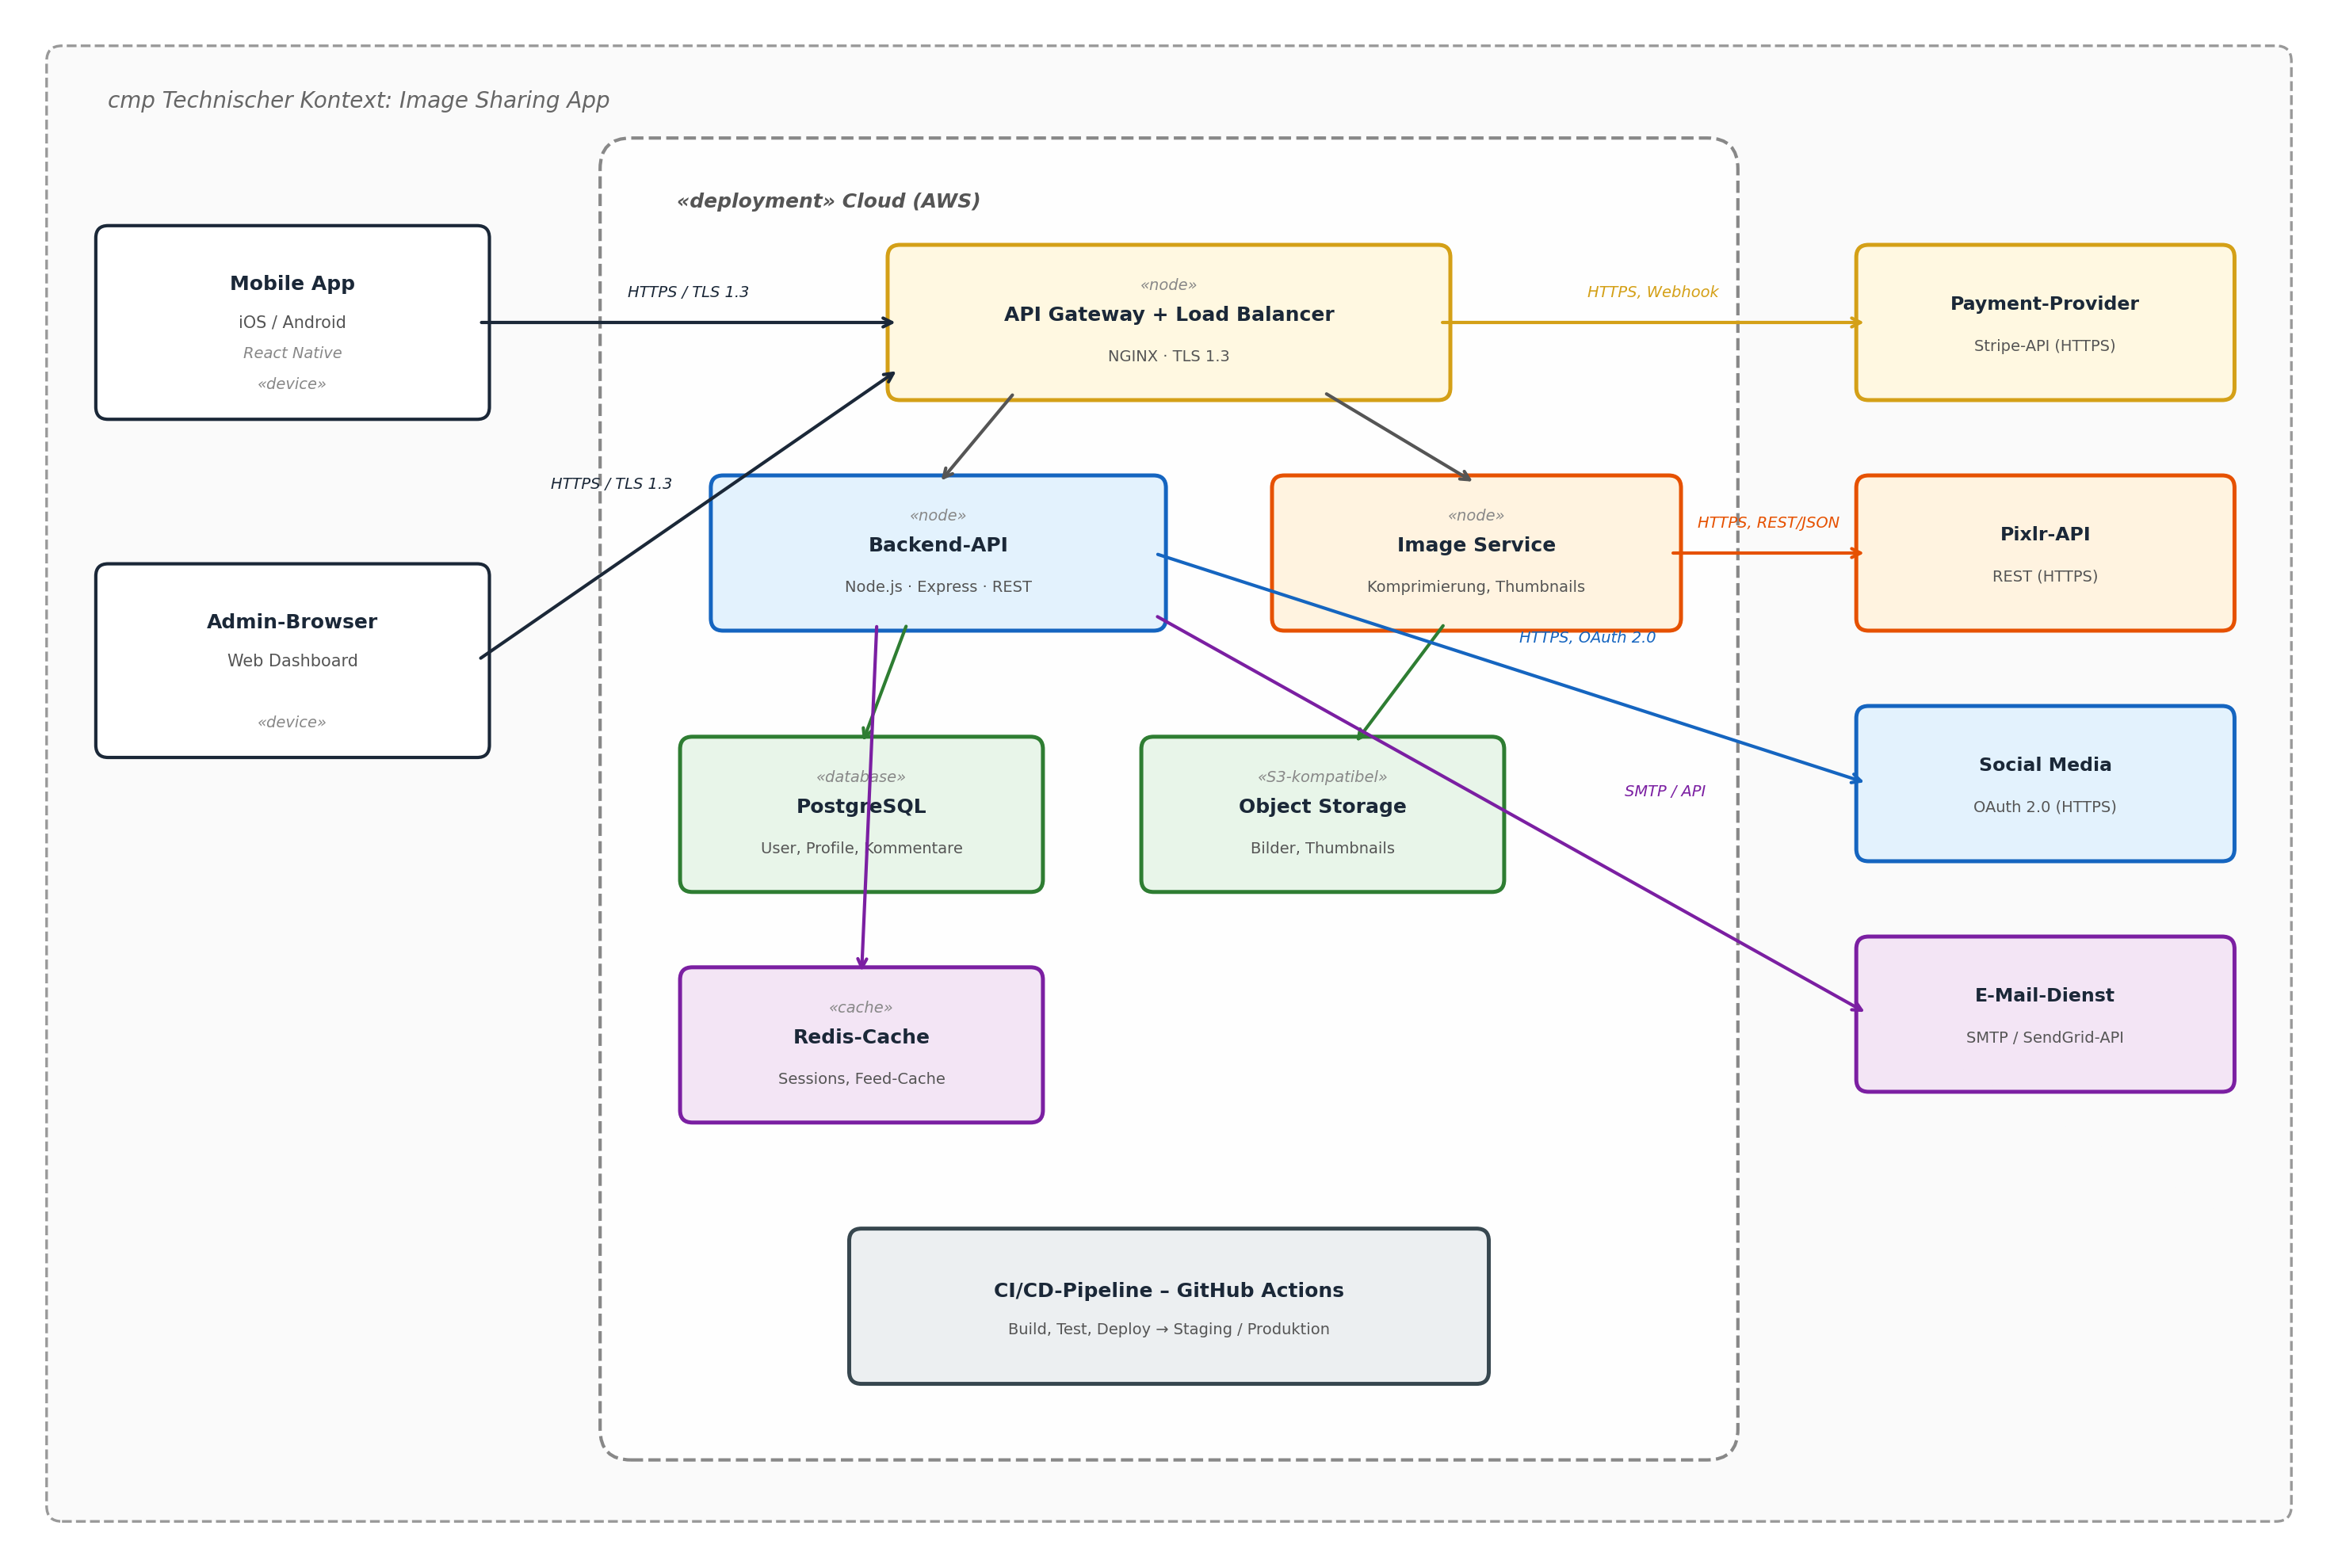 cmp Technischer Kontext: Image Sharing App
«deployment» Cloud (AWS)
Mobile App
iOS / Android
React Native
«device»
HTTPS / TLS 1.3
«node»
API Gateway + Load Balancer
NGINX · TLS 1.3
HTTPS, Webhook
Payment-Provider
Stripe-API (HTTPS)
HTTPS / TLS 1.3
Admin-Browser
Web Dashboard
«device»
«node»
Backend-API
Node.js · Express · REST
«node»
Image Service
Komprimierung, Thumbnails
HTTPS, REST/JSON
Pixlr-API
REST (HTTPS)
HTTPS, OAuth 2.0
«database»
PostgreSQL
User, Profile, Kommentare
«S3-kompatibel»
Object Storage
Bilder, Thumbnails
SMTP / API
Social Media
OAuth 2.0 (HTTPS)
«cache»
Redis-Cache
Sessions, Feed-Cache
E-Mail-Dienst
SMTP / SendGrid-API
CI/CD-Pipeline – GitHub Actions
Build, Test, Deploy → Staging / Produktion